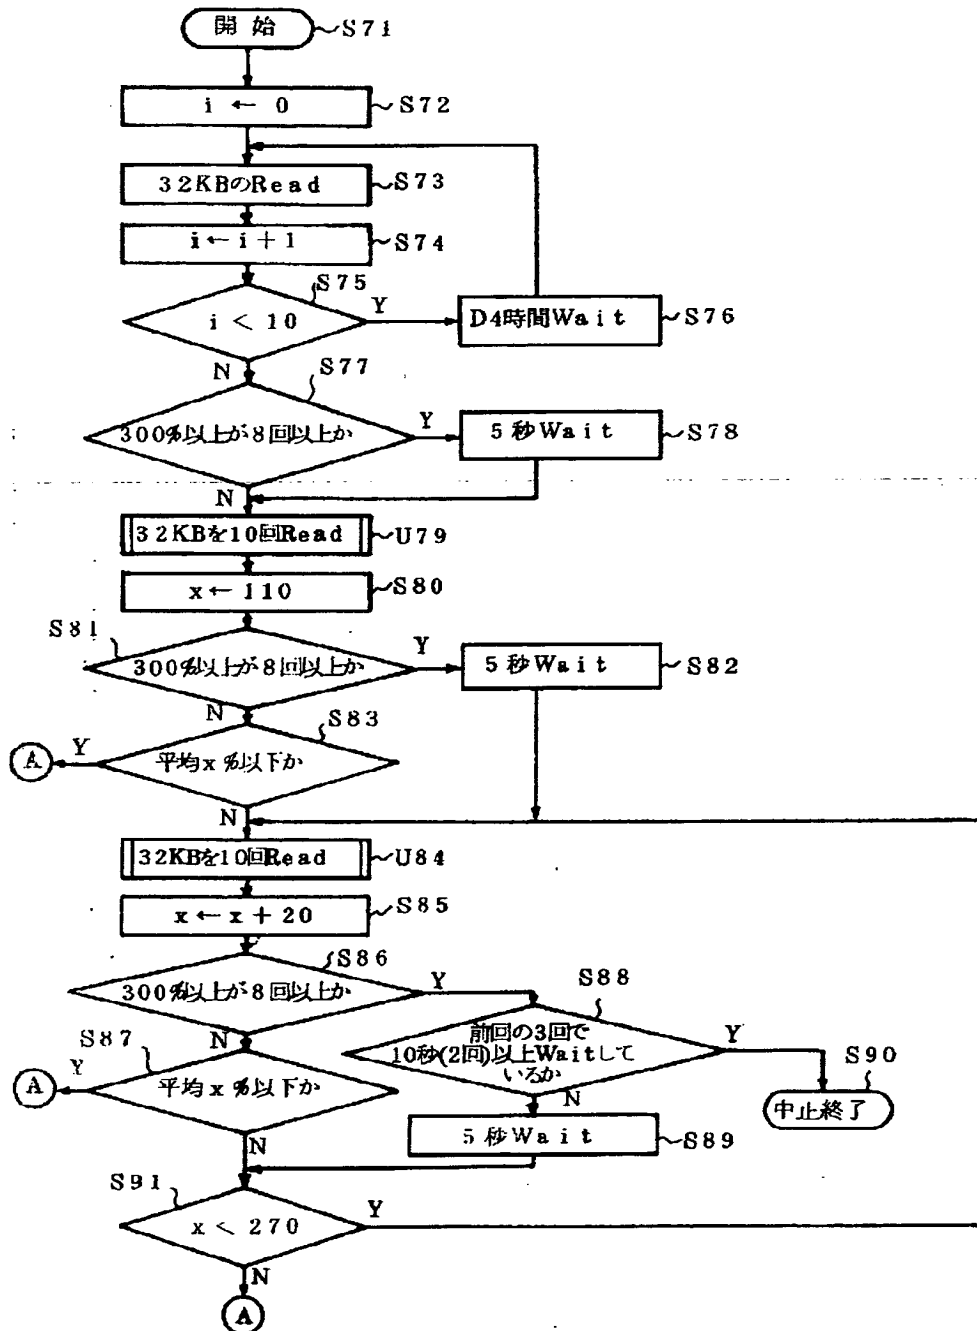 開始
S71
i ← 0
S72
32KBのRead
S73
i ← i + 1
S74
S75
i < 10
Y
D4時間Wait
S76
N
S77
300%以上が8回以上か
Y
5秒Wait
S78
N
32KBを10回Read
U79
x ← 110
S80
S81
300%以上が8回以上か
Y
5秒Wait
S82
N
S83
A
Y
平均x%以下か
N
32KBを10回Read
U84
x ← x + 20
S85
S86
300%以上が8回以上か
Y
S88
前回の3回で
10秒(2回)以上Waitして
いるか
Y
S90
中止終了
N
S87
A
Y
平均x%以下か
N
5秒Wait
S89
N
S91
x < 270
Y
N
A